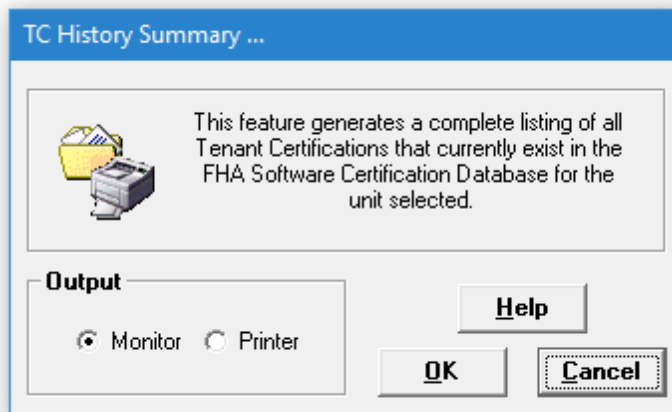 TC History Summary ...
This feature generates a complete listing of all
Tenant Certifications that currently exist in the
FHA Software Certification Database for the
unit selected.
Output
Monitor Printer
Help
OK Cancel